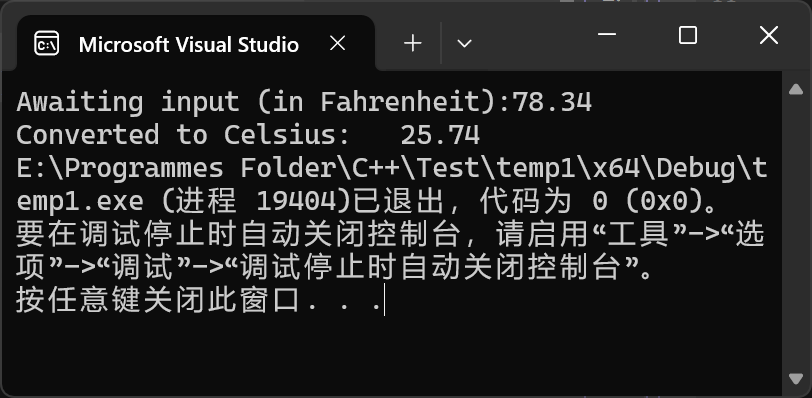 Microsoft Visual Studio
Awaiting input (in Fahrenheit):78.34
Converted to Celsius:   25.74
E:\Programmes Folder\C++\Test\temp1\x64\Debug\t
emp1.exe (进程 19404)已退出，代码为 0 (0x0)。
要在调试停止时自动关闭控制台，请启用“工具”->“选
项”->“调试”->“调试停止时自动关闭控制台”。
按任意键关闭此窗口. . .